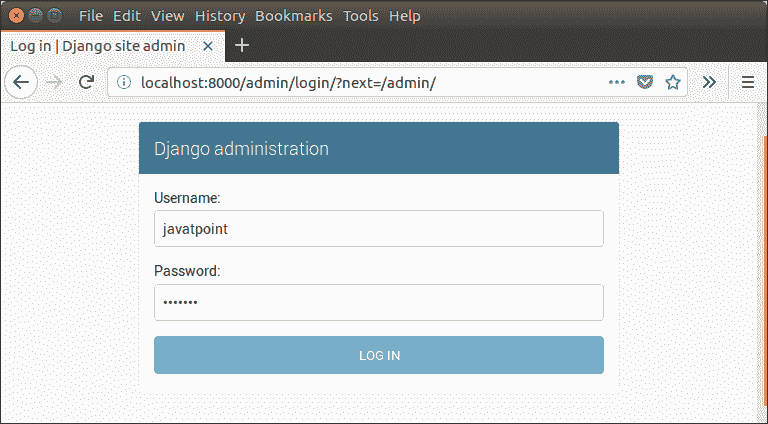 File Edit View History Bookmarks Tools Help
Log in | Django site admin
localhost:8000/admin/login/?next=/admin/
Django administration
Username:
javatpoint
Password:
•••••••
LOG IN